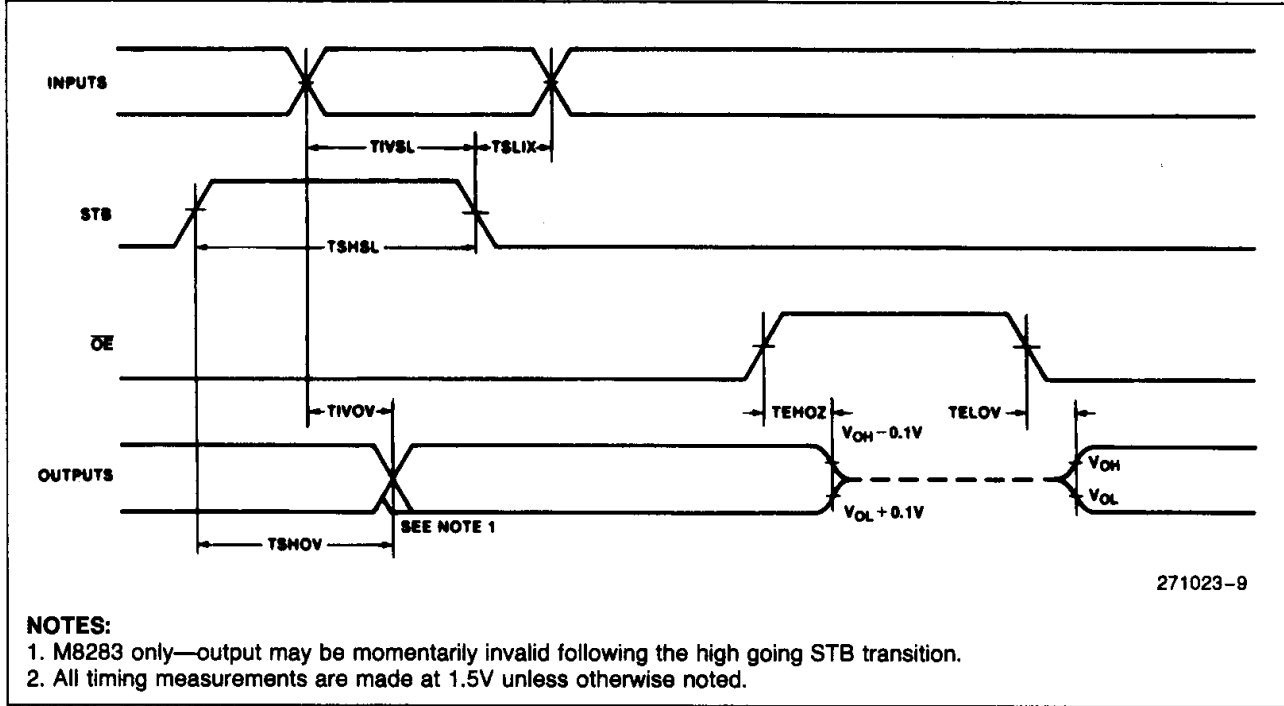 INPUTS
TIVSL
TSLIX
STB
TSHSL
OE
TIVOV
TEHOZ
TELOV
VOH−0.1V
OUTPUTS
VOH
VOL
VOL+0.1V
SEE NOTE 1
TSHOV
271023–9
NOTES:
1. M8283 only—output may be momentarily invalid following the high going STB transition.
2. All timing measurements are made at 1.5V unless otherwise noted.